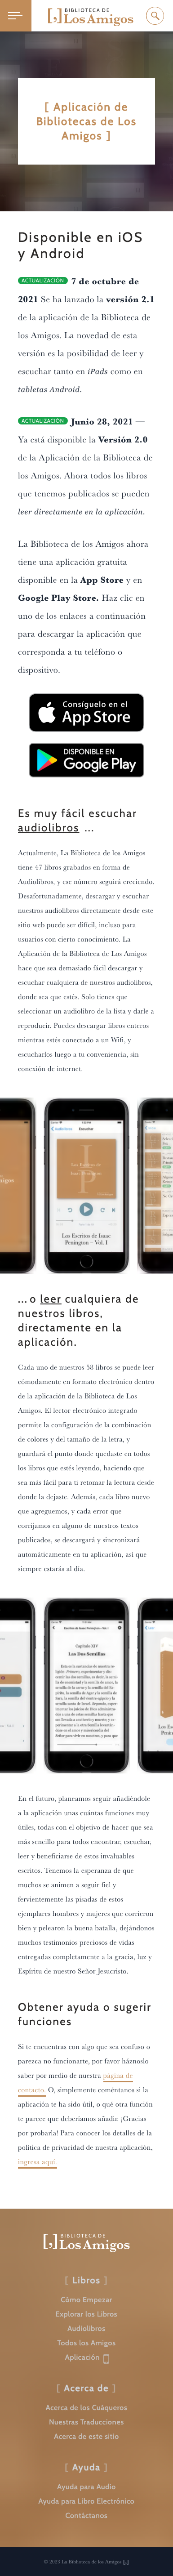 BIBLIOTECA DE
[ ] Los Amigos
[ Aplicación de
Bibliotecas de Los
Amigos ]
Disponible en iOS
y Android
ACTUALIZACIÓN 7 de octubre de
2021 Se ha lanzado la versión 2.1
de la aplicación de la Biblioteca de
los Amigos. La novedad de esta
versión es la posibilidad de leer y
escuchar tanto en iPads como en
tabletas Android.
ACTUALIZACIÓN Junio 28, 2021 —
Ya está disponible la Versión 2.0
de la Aplicación de la Biblioteca de
los Amigos. Ahora todos los libros
que tenemos publicados se pueden
leer directamente en la aplicación.
La Biblioteca de los Amigos ahora
tiene una aplicación gratuita
disponible en la App Store y en
Google Play Store. Haz clic en
uno de los enlaces a continuación
para descargar la aplicación que
corresponda a tu teléfono o
dispositivo.
Consíguelo en el
App Store
DISPONIBLE EN
Google Play
Es muy fácil escuchar
audiolibros ...
Actualmente, La Biblioteca de los Amigos
tiene 47 libros grabados en forma de
Audiolibros, y ese número seguirá creciendo.
Desafortunadamente, descargar y escuchar
nuestros audiolibros directamente desde este
sitio web puede ser difícil, incluso para
usuarios con cierto conocimiento. La
Aplicación de la Biblioteca de Los Amigos
hace que sea demasiado fácil descargar y
escuchar cualquiera de nuestros audiolibros,
donde sea que estés. Solo tienes que
seleccionar un audiolibro de la lista y darle a
reproducir. Puedes descargar libros enteros
mientras estés conectado a un Wifi, y
escucharlos luego a tu conveniencia, sin
conexión de internet.
Escuchar
Los Escritos de
Isaac Penington
Los Escritos de Isaac
Penington – Vol. I
... o leer cualquiera de
nuestros libros,
directamente en la
aplicación.
Cada uno de nuestros 58 libros se puede leer
cómodamente en formato electrónico dentro
de la aplicación de la Biblioteca de Los
Amigos. El lector electrónico integrado
permite la configuración de la combinación
de colores y del tamaño de la letra, y
guardará el punto donde quedaste en todos
los libros que estés leyendo, haciendo que
sea más fácil para ti retomar la lectura desde
donde la dejaste. Además, cada libro nuevo
que agreguemos, y cada error que
corrijamos en alguno de nuestros textos
publicados, se descargará y sincronizará
automáticamente en tu aplicación, así que
siempre estarás al día.
Capítulo XIV
Las Dos Semillas
En el futuro, planeamos seguir añadiéndole
a la aplicación unas cuántas funciones muy
útiles, todas con el objetivo de hacer que sea
más sencillo para todos encontrar, escuchar,
leer y beneficiarse de estos invaluables
escritos. Tenemos la esperanza de que
muchos se animen a seguir fiel y
fervientemente las pisadas de estos
ejemplares hombres y mujeres que corrieron
bien y pelearon la buena batalla, dejándonos
muchos testimonios preciosos de vidas
entregadas completamente a la gracia, luz y
Espíritu de nuestro Señor Jesucristo.
Obtener ayuda o sugerir
funciones
Si te encuentras con algo que sea confuso o
parezca no funcionarte, por favor háznoslo
saber por medio de nuestra página de
contacto. O, simplemente coméntanos si la
aplicación te ha sido útil, o qué otra función
te parece que deberíamos añadir. ¡Gracias
por probarla! Para conocer los detalles de la
política de privacidad de nuestra aplicación,
ingresa aquí.
BIBLIOTECA DE
[ ] Los Amigos
[ Libros ]
Cómo Empezar
Explorar los Libros
Audiolibros
Todos los Amigos
Aplicación
[ Acerca de ]
Acerca de los Cuáqueros
Nuestras Traducciones
Acerca de este sitio
[ Ayuda ]
Ayuda para Audio
Ayuda para Libro Electrónico
Contáctanos
La Biblioteca de los Amigos